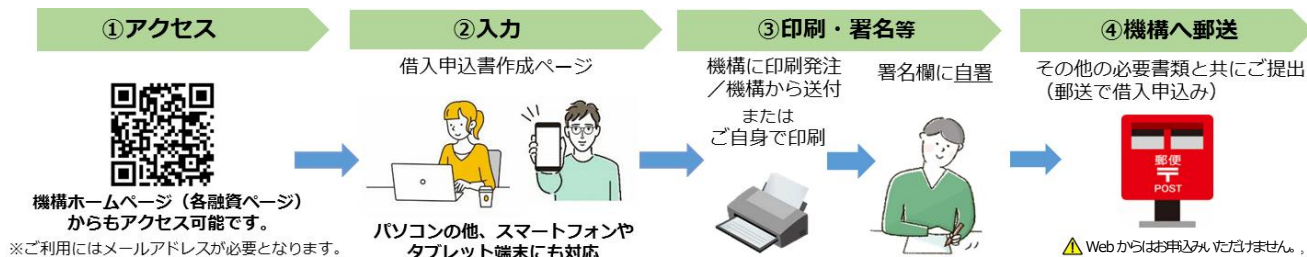 ①アクセス
機構ホームページ（各融資ページ）
からもアクセス可能です。
※ご利用にはメールアドレスが必要となります。
②入力
借入申込書作成ページ
パソコンの他、スマートフォンや
タブレット端末にも対応
③印刷・署名等
機構に印刷発注
／機構から送付
または
ご自身で印刷
署名欄に自署
④機構へ郵送
その他の必要書類と共にご提出
（郵送で借入申込み）
郵便
〒
POST
Webからはお申込みいただけません。